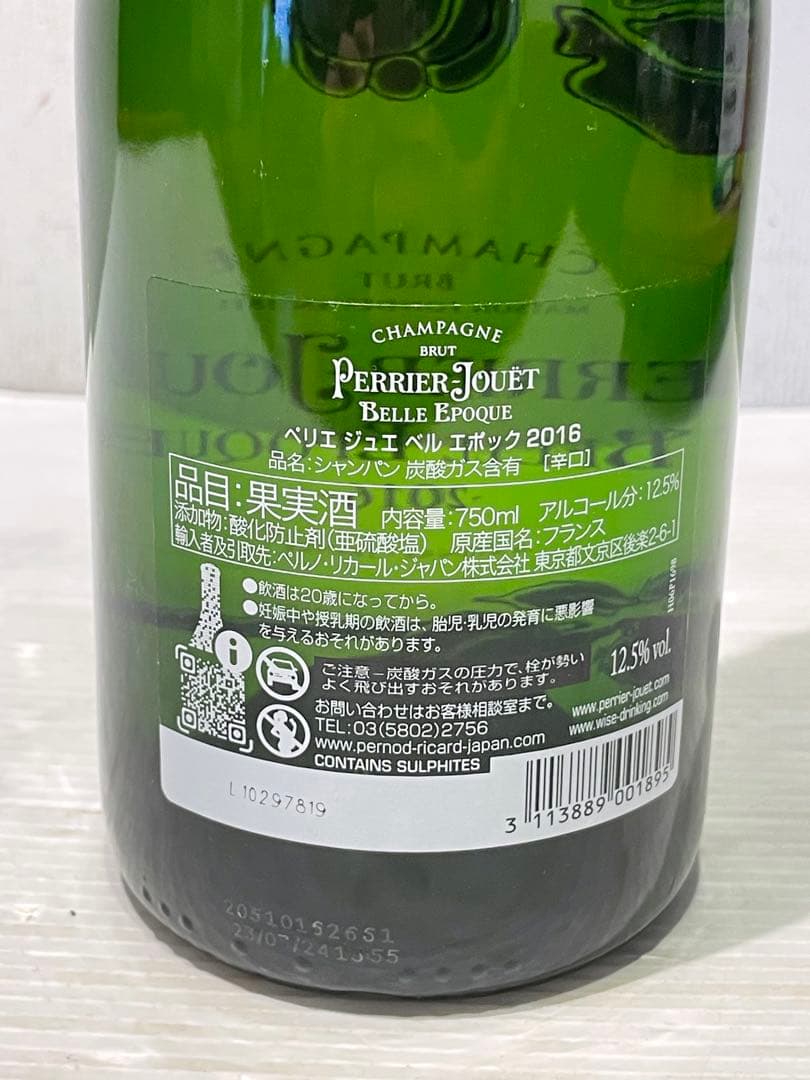 CHAMPAGNE
BRUT
PERRIER-JOUËT
BELLE EPOQUE
ペリエ ジュエ ベル エポック 2016
品名:シャンパン 炭酸ガス含有 [辛口]
品目:果実酒 内容量:750ml アルコール分:12.5%
添加物:酸化防止剤(亜硫酸塩) 原産国名:フランス
輸入者及引取先:ペルノ・リカール・ジャパン株式会社 東京都文京区後楽2-6-1
●飲酒は20歳になってから。
●妊娠中や授乳期の飲酒は、胎児・乳児の発育に悪影響
を与えるおそれがあります。
ご注意-炭酸ガスの圧力で、栓が勢い
よく飛び出すおそれがあります。
12.5% vol.
お問い合わせはお客様相談室まで。
TEL:03(5802)2756
www.pernod-ricard-japan.com
CONTAINS SULPHITES
www.perrier-jouet.com
www.wise-drinking.com
L10297819
3 113889 001895
CHAMPAGNE
BRUT